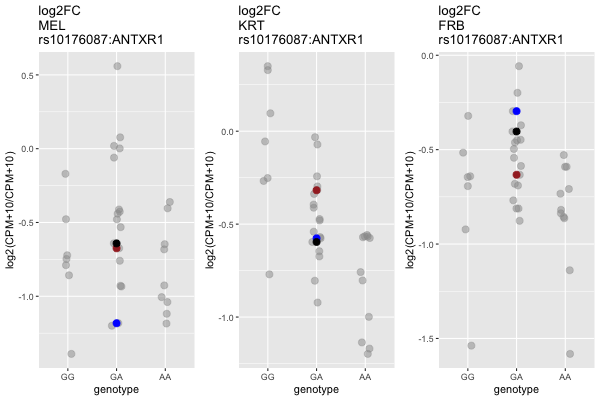 log2FC
MEL
rs10176087:ANTXR1
log2(CPM+10/CPM+10)
0.5
0.0
-0.5
-1.0
GG GA AA
genotype
log2FC
KRT
rs10176087:ANTXR1
log2(CPM+10/CPM+10)
0.0
-0.5
-1.0
GG GA AA
genotype
log2FC
FRB
rs10176087:ANTXR1
log2(CPM+10/CPM+10)
0.0
-0.5
-1.0
-1.5
GG GA AA
genotype